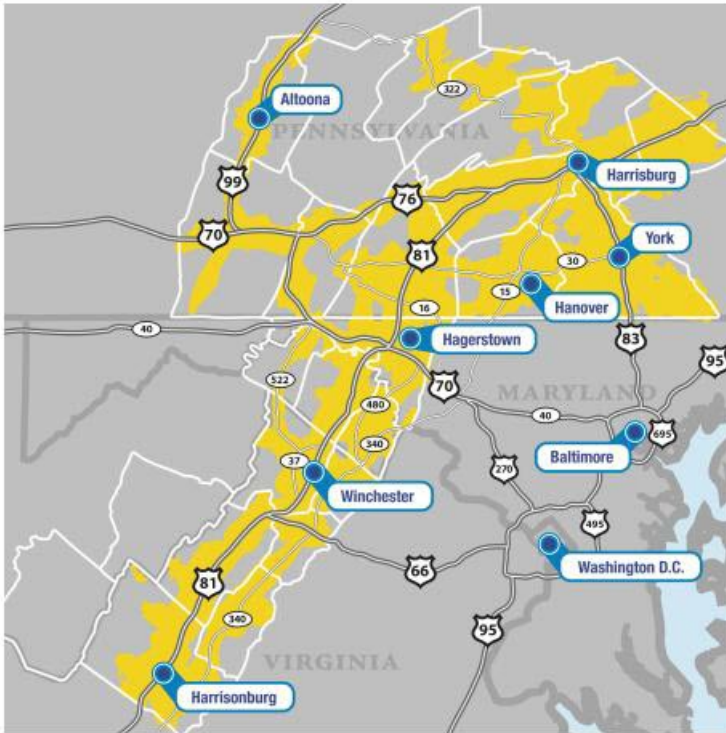 Altoona
322
PENNSYLVANIA
Harrisburg
99
76
70
81
York
30
15
Hanover
16
40
Hagerstown
83
95
522
70
MARYLAND
480
40
340
695
Baltimore
37
270
Winchester
495
Washington D.C.
66
81
340
95
VIRGINIA
Harrisonburg